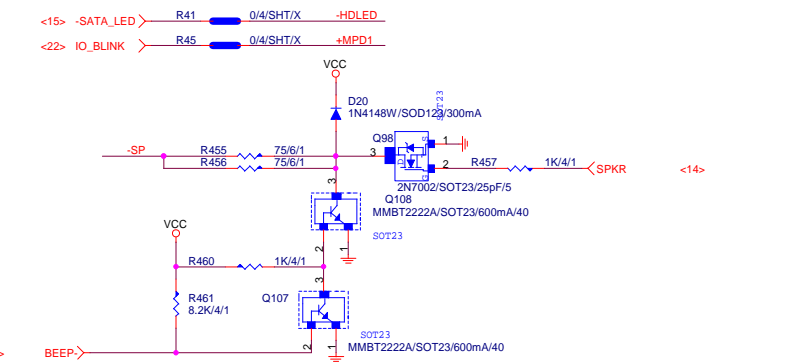 <15> -SATA_LED R41 0/4/SHT/X -HDLED
<22> IO_BLINK R45 0/4/SHT/X +MPD1
VCC
D20
1N4148W/SOD123/300mA
SOT23
Q98
-SP R455 75/6/1 3 D S 1
R456 75/6/1 G 2 R457 1K/4/1 SPKR <14>
2N7002/SOT23/25pF/5
3
Q108
MMBT2222A/SOT23/600mA/40
VCC
SOT23
2 1
R460 1K/4/1
3
R461
8.2K/4/1
Q107
SOT23
2 1
MMBT2222A/SOT23/600mA/40
> BEEP-